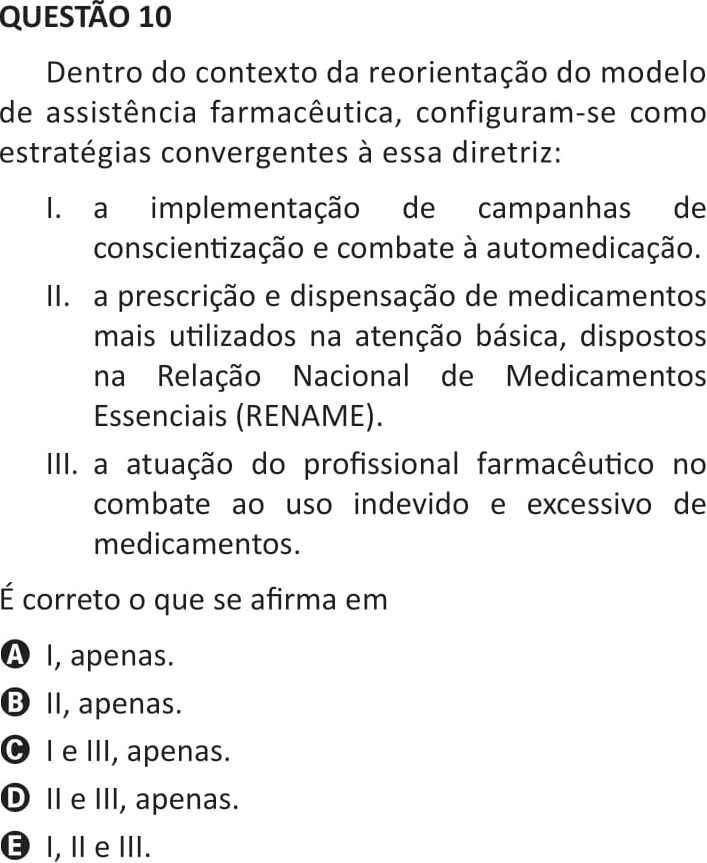 QUESTÃO 10
Dentro do contexto da reorientação do modelo
de assistência farmacêutica, configuram-se como
estratégias convergentes à essa diretriz:
I. a implementação de campanhas de
conscientização e combate à automedicação.
II. a prescrição e dispensação de medicamentos
mais utilizados na atenção básica, dispostos
na Relação Nacional de Medicamentos
Essenciais (RENAME).
III. a atuação do profissional farmacêutico no
combate ao uso indevido e excessivo de
medicamentos.
É correto o que se afirma em
A I, apenas.
B II, apenas.
C I e III, apenas.
D II e III, apenas.
E I, II e III.